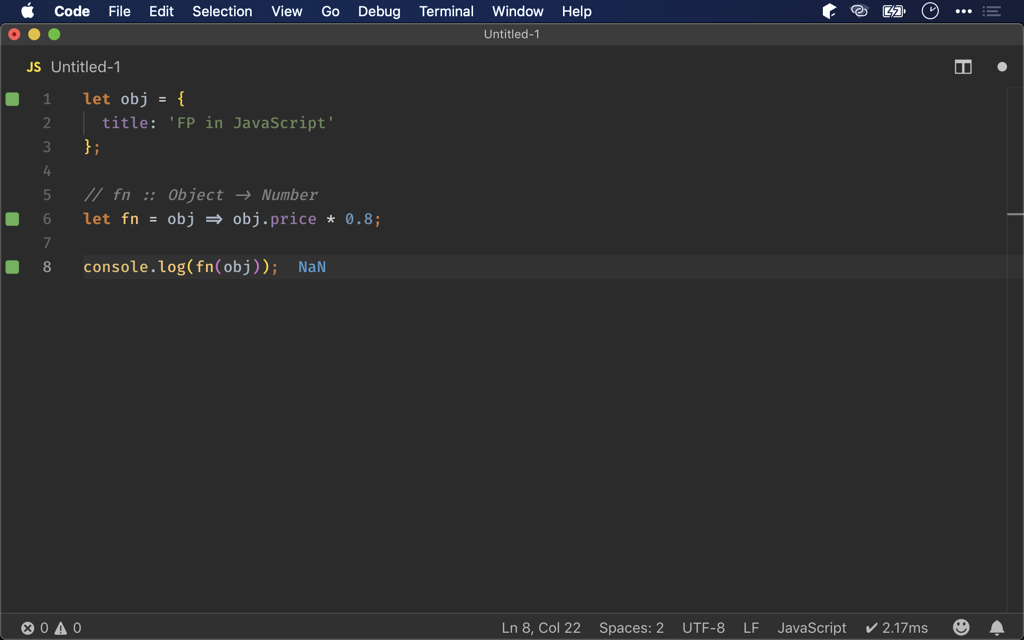 Code File Edit Selection View Go Debug Terminal Window Help
Untitled-1
JS Untitled-1
1 let obj = {
2 title: 'FP in JavaScript'
3 };
4
5 // fn :: Object → Number
6 let fn = obj ⇒ obj.price * 0.8;
7
8 console.log(fn(obj)); NaN
0 0 Ln 8, Col 22 Spaces: 2 UTF-8 LF JavaScript ✔ 2.17ms